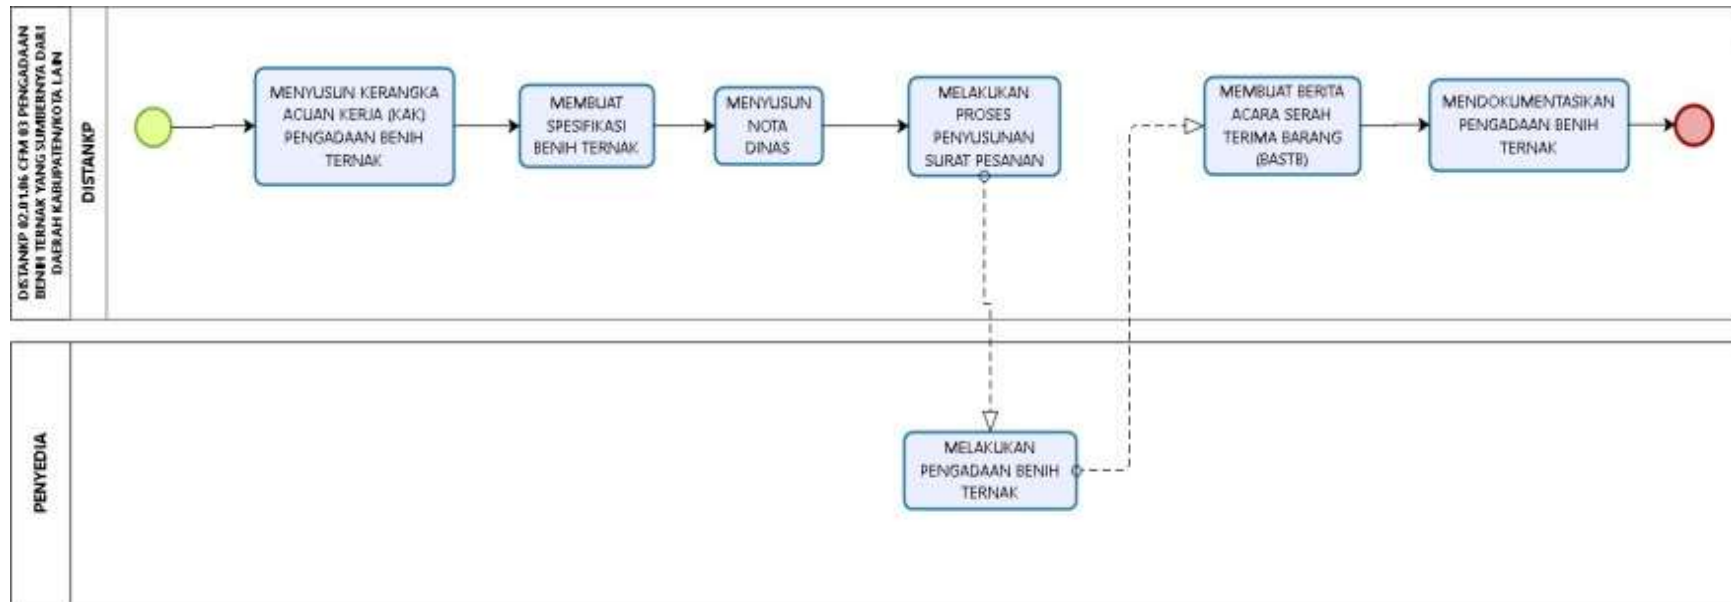 DISTANKP 02.01.06 CFM 03 PENGADAAN
BENIH TERNAK YANG SUMBERNYA DARI
DAERAH KABUPATEN/KOTA LAIN
DISTANKP
MENYUSUN KERANGKA
ACUAN KERJA (KAK)
PENGADAAN BENIH
TERNAK
MEMBUAT
SPESIFIKASI
BENIH TERNAK
MENYUSUN
NOTA
DINAS
MELAKUKAN
PROSES
PENYUSUNAN
SURAT PESANAN
MEMBUAT BERITA
ACARA SERAH
TERIMA BARANG
(BASTB)
MENDOKUMENTASIKAN
PENGADAAN BENIH
TERNAK
PENYEDIA
MELAKUKAN
PENGADAAN BENIH
TERNAK